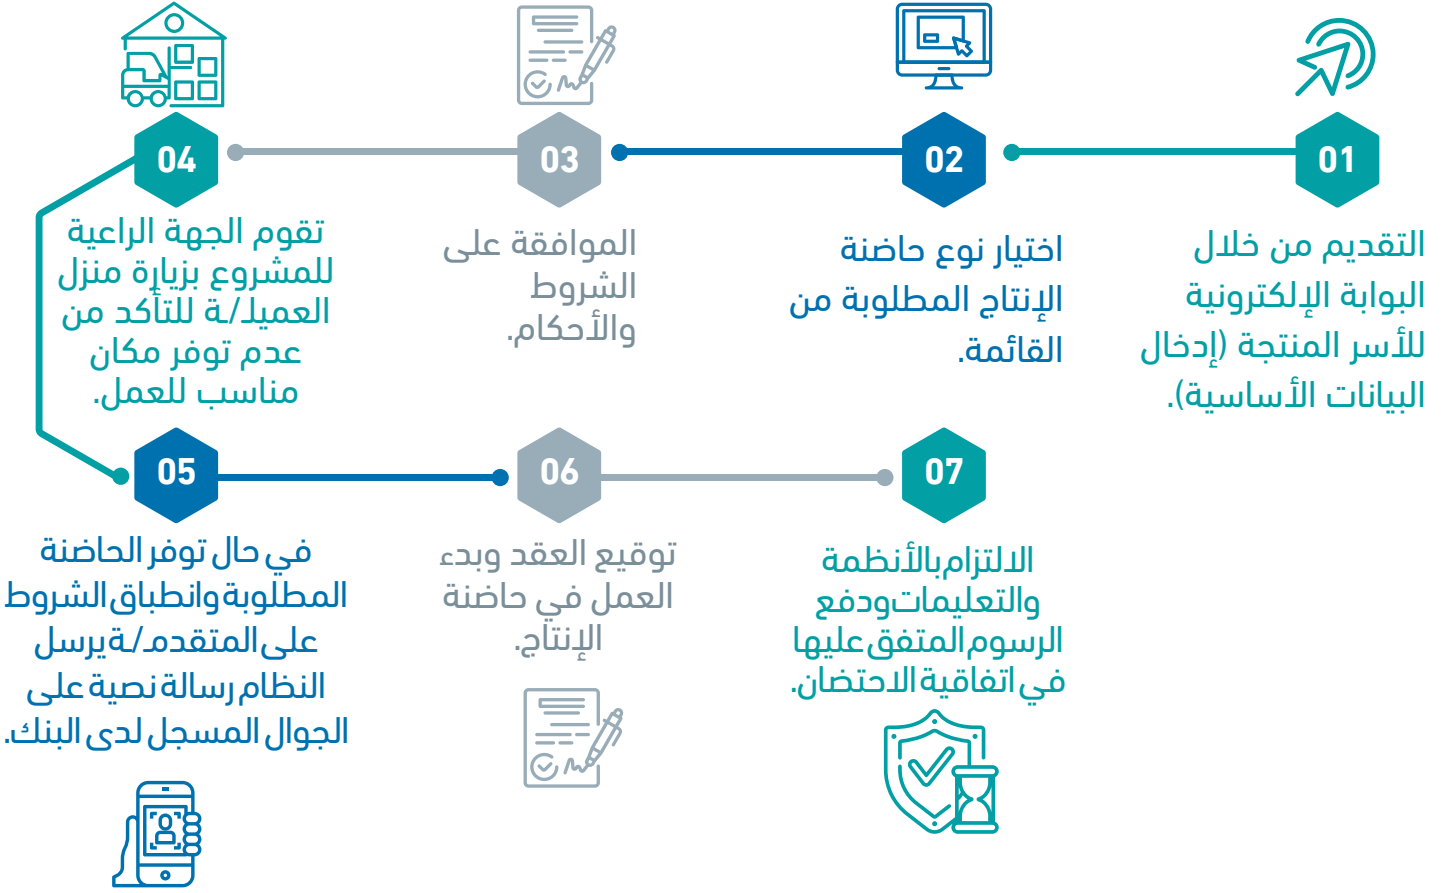 01
التقديم من خلال
البوابة الإلكترونية
للأسر المنتجة (إدخال
البيانات الأساسية).
02
اختيار نوع حاضنة
الإنتاج المطلوبة من
القائمة.
03
الموافقة على
الشروط
والأحكام.
04
تقوم الجهة الراعية
للمشروع بزيارة منزل
العميلـ/ـة للتأكد من
عدم توفر مكان
مناسب للعمل.
05
في حال توفر الحاضنة
المطلوبة وانطباق الشروط
على المتقدمـ/ـة يرسل
النظام رسالة نصية على
الجوال المسجل لدى البنك.
06
توقيع العقد وبدء
العمل في حاضنة
الإنتاج.
07
الالتزام بالأنظمة
والتعليمات ودفع
الرسوم المتفق عليها
في اتفاقية الاحتضان.